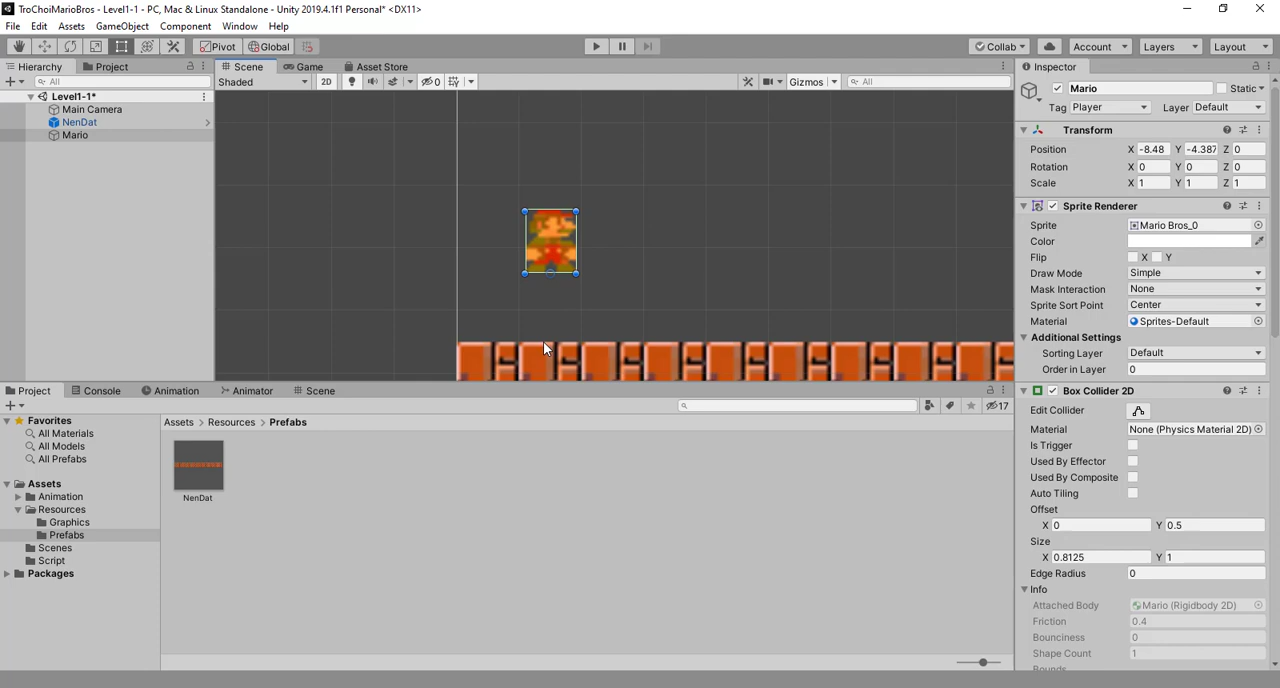 TroChoiMarioBros - Level1-1 - PC, Mac & Linux Standalone - Unity 2019.4.1f1 Personal* <DX11>
File Edit Assets GameObject Component Window Help
Pivot Global Collab Account Layers Layout
Hierarchy Project Scene Game Asset Store Inspector
All Shaded 2D 0 Gizmos All
Mario Static
Tag Player Layer Default
Level1-1*
Main Camera
NenDat
Mario
Transform
Position X -8.48 Y -4.387 Z 0
Rotation X 0 Y 0 Z 0
Scale X 1 Y 1 Z 1
Sprite Renderer
Sprite Mario Bros_0
Color
Flip X Y
Draw Mode Simple
Mask Interaction None
Sprite Sort Point Center
Material Sprites-Default
Additional Settings
Sorting Layer Default
Order in Layer 0
Box Collider 2D
Edit Collider
Material None (Physics Material 2D)
Is Trigger
Used By Effector
Used By Composite
Auto Tiling
Offset
X 0 Y 0.5
Size
X 0.8125 Y 1
Edge Radius 0
Info
Attached Body Mario (Rigidbody 2D)
Friction 0.4
Bounciness 0
Shape Count 1
Project Console Animation Animator Scene
17
Favorites
All Materials
All Models
All Prefabs
Assets
Animation
Resources
Graphics
Prefabs
Scenes
Script
Packages
Assets > Resources > Prefabs
NenDat